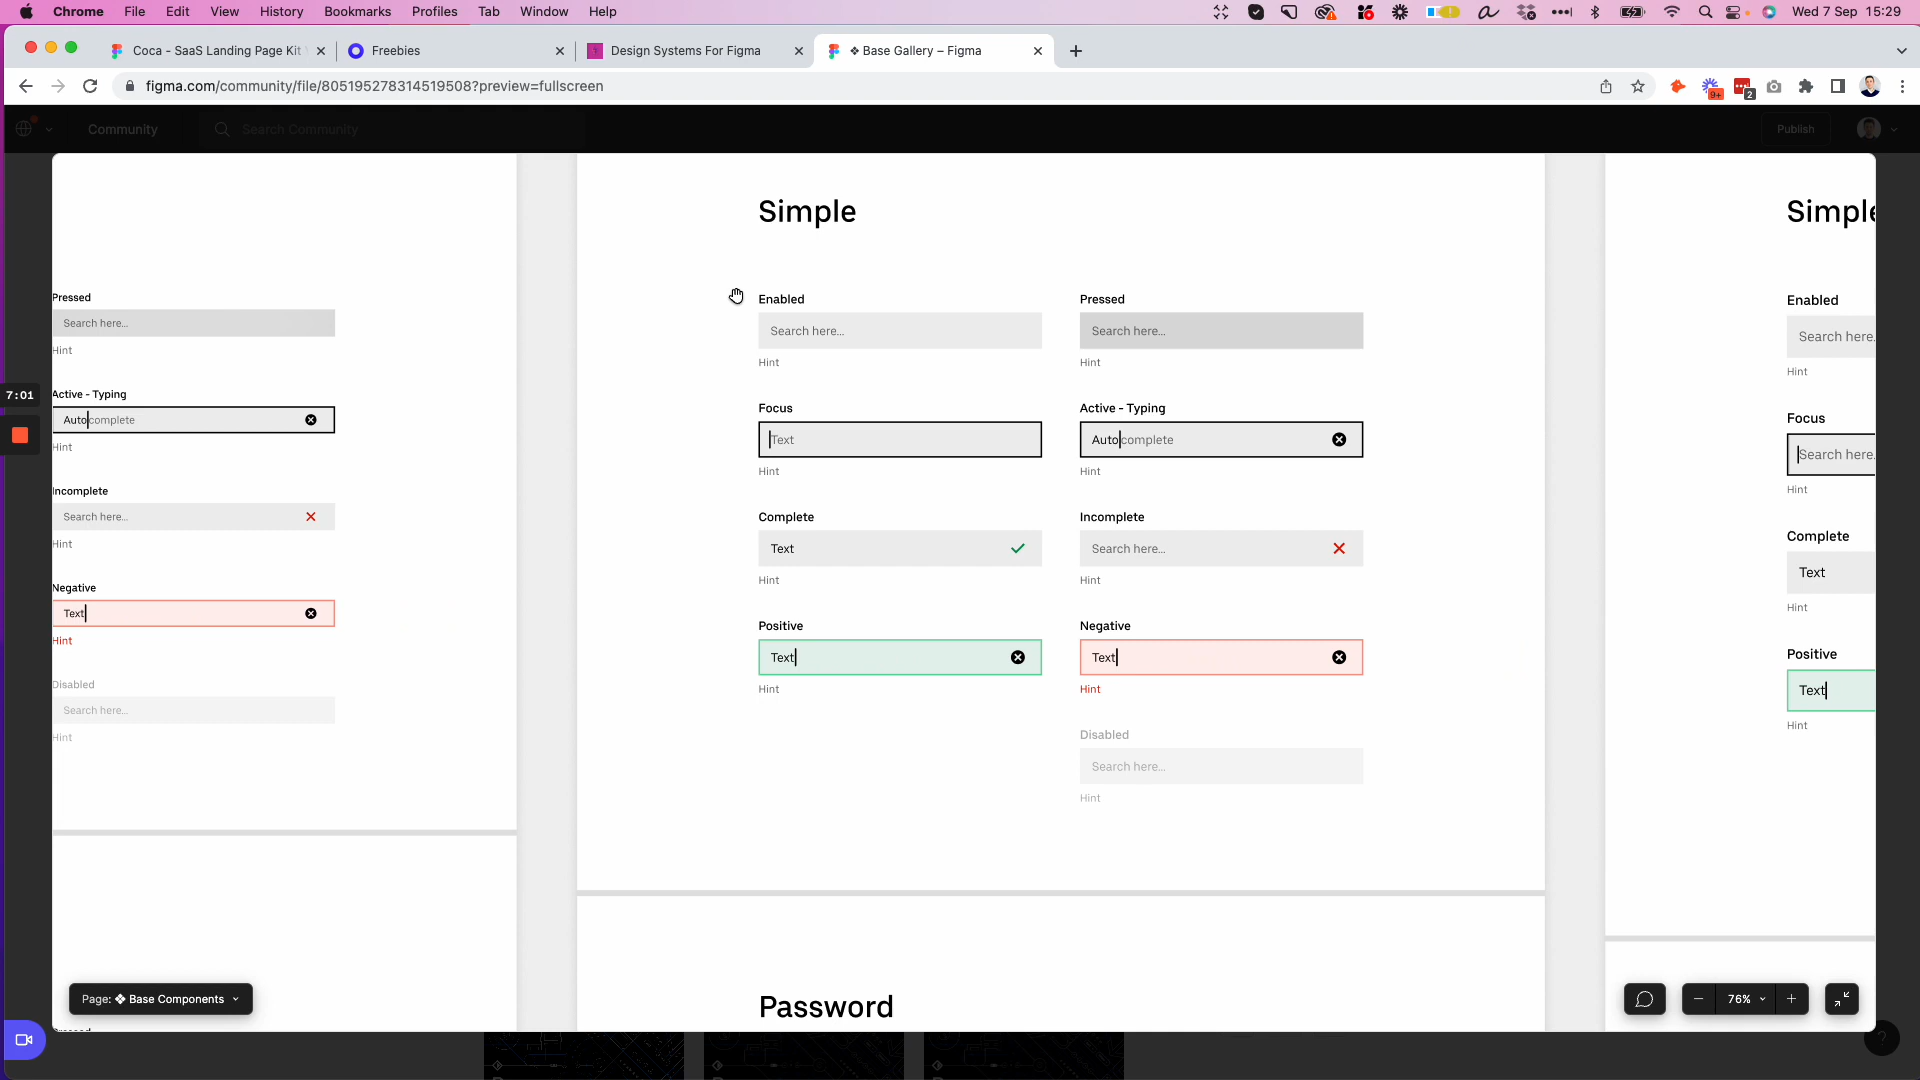 Chrome File Edit View History Bookmarks Profiles Tab Window Help
Wed 7 Sep 15:29
Coca - SaaS Landing Page Kit
Freebies
Design Systems For Figma
❖ Base Gallery – Figma
figma.com/community/file/805195278314519508?preview=fullscreen
9+
2
Community
Search Community
Publish
Pressed
Search here...
Hint
Active - Typing
Autocomplete
Hint
Incomplete
Search here...
Hint
Negative
Text
Hint
Disabled
Search here...
Hint
7:01
Simple
Enabled
Search here...
Hint
Pressed
Search here...
Hint
Focus
Text
Hint
Active - Typing
Autocomplete
Hint
Complete
Text
Hint
Incomplete
Search here...
Hint
Positive
Text
Hint
Negative
Text
Hint
Disabled
Search here...
Hint
Password
Simple
Enabled
Search here.
Hint
Focus
Search here.
Hint
Complete
Text
Hint
Positive
Text
Hint
Page: ❖ Base Components
76%
?